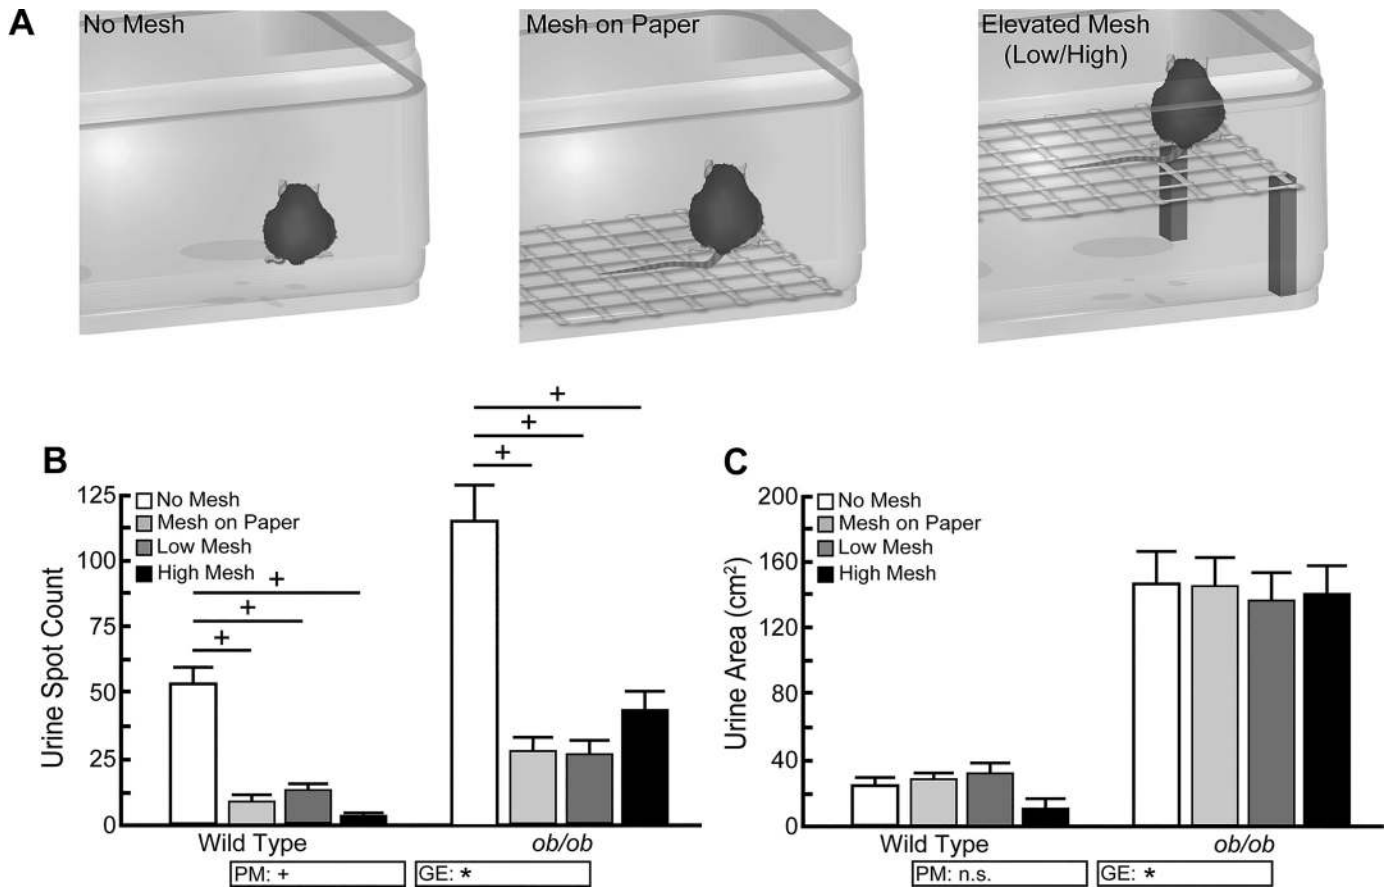 A
No Mesh
Mesh on Paper
Elevated Mesh
(Low/High)
B
Urine Spot Count
125
100
75
50
25
0
No Mesh
Mesh on Paper
Low Mesh
High Mesh
+
+
+
+
+
+
Wild Type
ob/ob
PM: +
GE: *
C
Urine Area (cm²)
200
160
120
80
40
0
No Mesh
Mesh on Paper
Low Mesh
High Mesh
Wild Type
ob/ob
PM: n.s.
GE: *